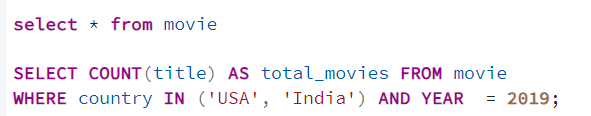 select * from movie
SELECT COUNT(title) AS total_movies FROM movie
WHERE country IN ('USA', 'India') AND YEAR  = 2019;